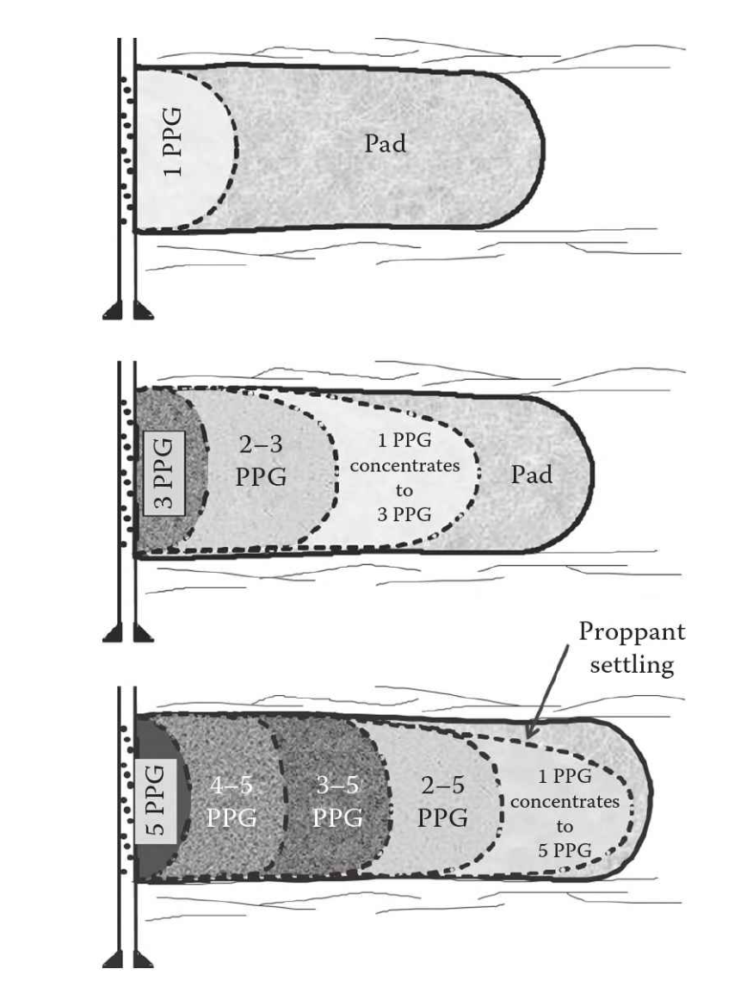 1 PPG
Pad
3 PPG
2–3
PPG
1 PPG
concentrates
to
3 PPG
Pad
Proppant
settling
5 PPG
4–5
PPG
3–5
PPG
2–5
PPG
1 PPG
concentrates
to
5 PPG